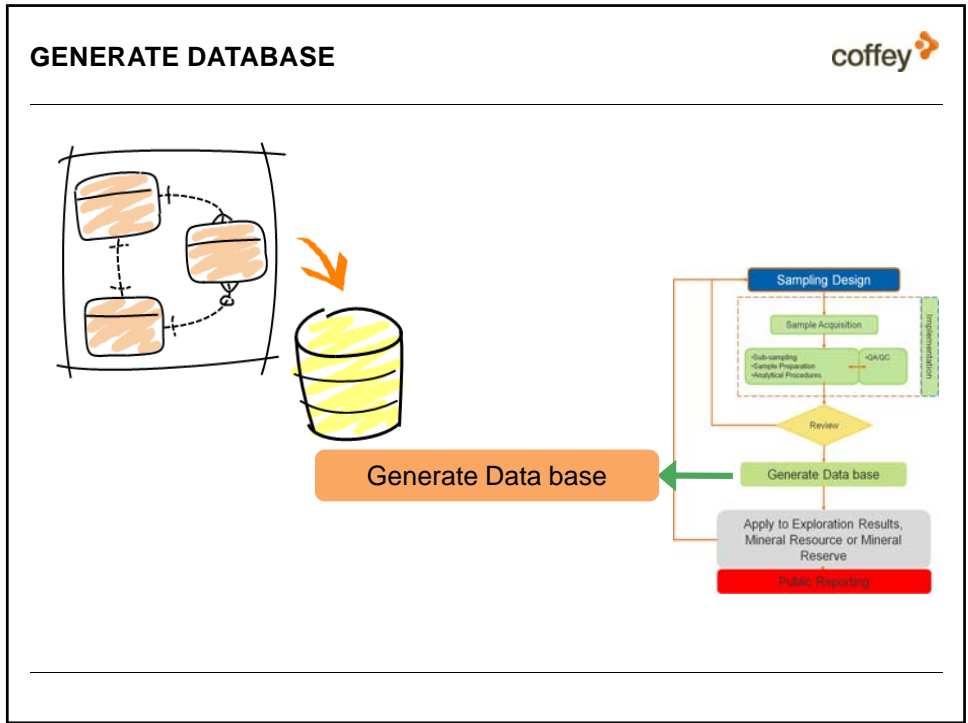 GENERATE DATABASE
coffey
Sampling Design
Sample Acquisition
Implementation
•Sub-sampling
•Sample Preparation
•Analytical Procedures.
•QA/QC
Review
Generate Data base
Generate Data base
Apply to Exploration Results,
Mineral Resource or Mineral
Reserve
Public Reporting